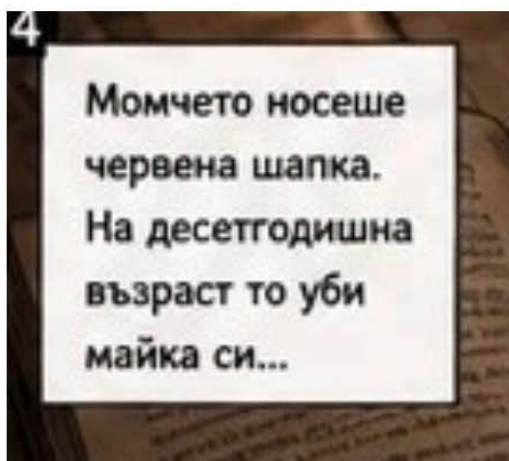 4
Момчето носеше
червена шапка.
На десетгодишна
възраст то уби
майка си...